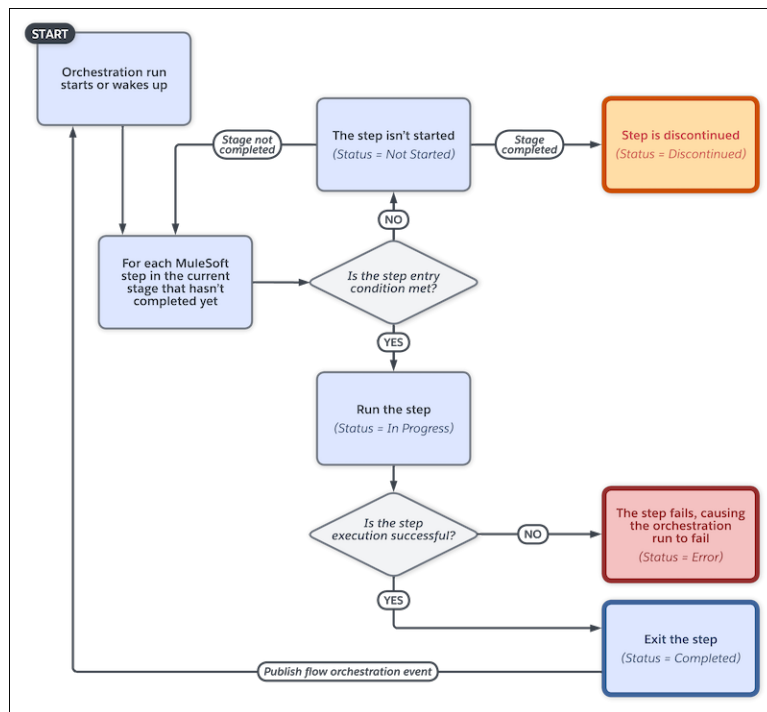 START
Orchestration run
starts or wakes up
Stage not
completed
The step isn't started
(Status = Not Started)
Stage
completed
Step is discontinued
(Status = Discontinued)
NO
For each MuleSoft
step in the current
stage that hasn't
completed yet
Is the step entry
condition met?
YES
Run the step
(Status = In Progress)
Is the step
execution successful?
NO
The step fails, causing
the orchestration
run to fail
(Status = Error)
YES
Exit the step
(Status = Completed)
Publish flow orchestration event